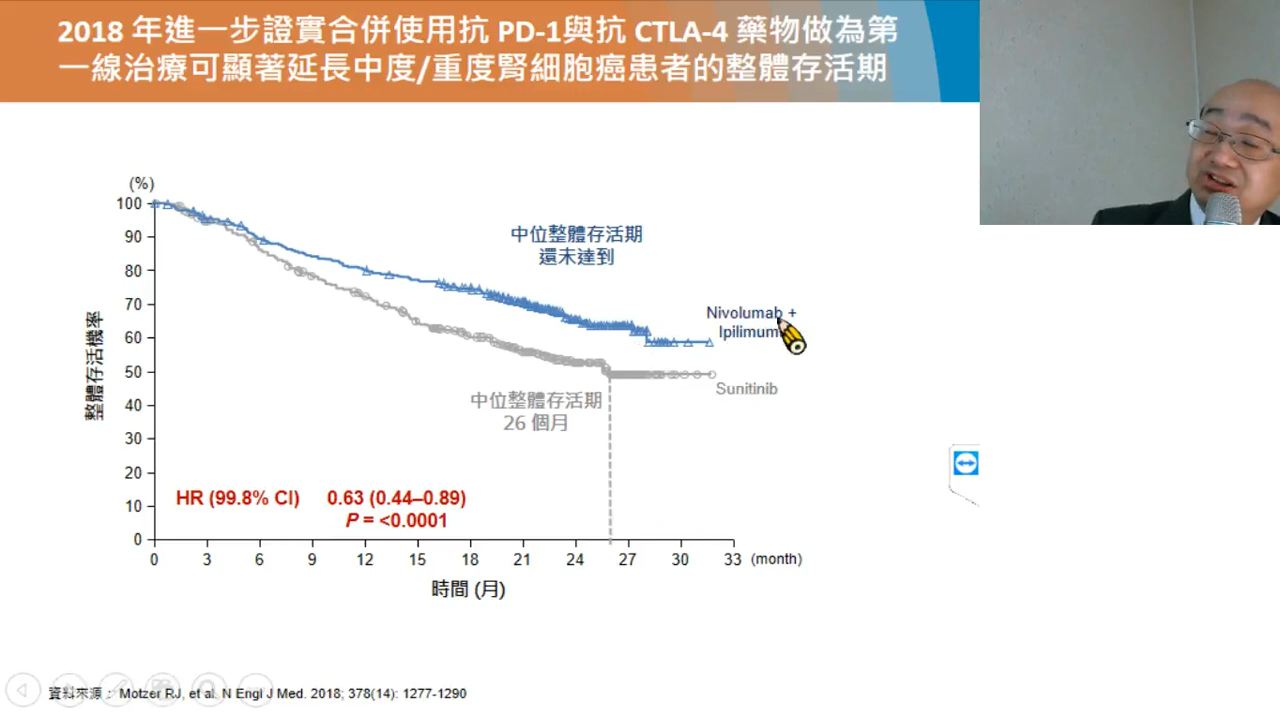 2018 年進一步證實合併使用抗 PD-1與抗 CTLA-4 藥物做為第
一線治療可顯著延長中度/重度腎細胞癌患者的整體存活期
(%)
100
90
80
70
60
50
40
30
20
10
0
整體存活機率
中位整體存活期
還未達到
Nivolumab +
Ipilimum
Sunitinib
中位整體存活期
26 個月
HR (99.8% CI) 0.63 (0.44–0.89)
P = <0.0001
0 3 6 9 12 15 18 21 24 27 30 33 (month)
時間 (月)
資料來源： Motzer RJ, et al. N Engl J Med. 2018; 378(14): 1277-1290